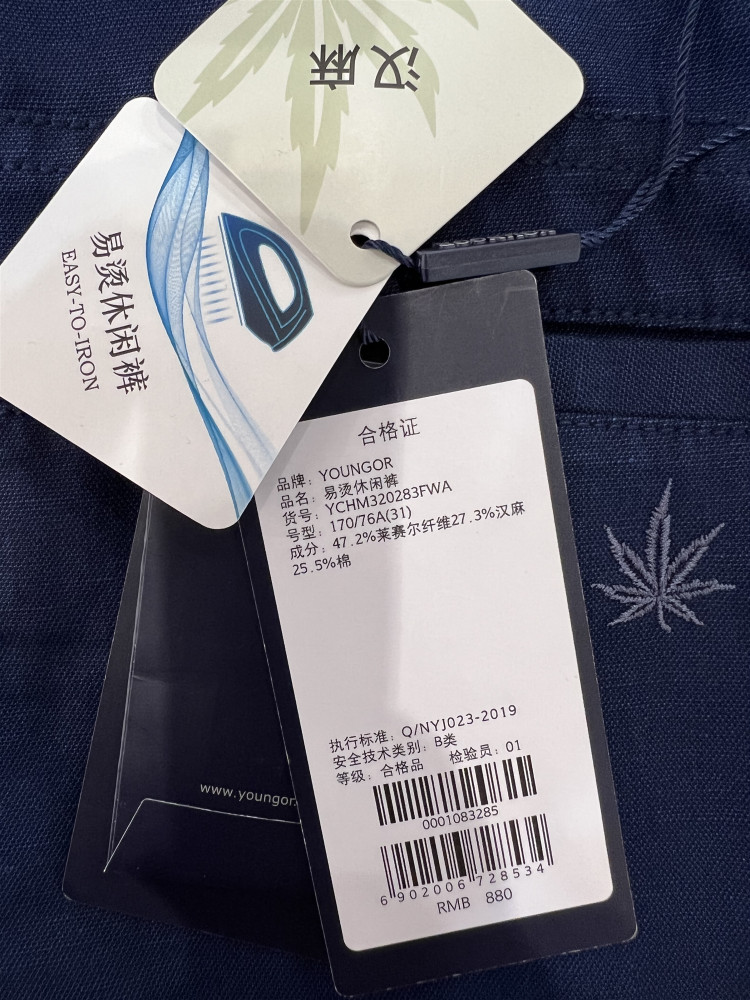 汉麻
易烫休闲裤
EASY-TO-IRON
合格证
品牌: YOUNGOR
品名: 易烫休闲裤
货号: YCHM320283FWA
号型: 170/76A(31)
成分: 47.2%莱赛尔纤维27.3%汉麻
25.5%棉
执行标准: Q/NYJ023-2019
安全技术类别: B类
等级: 合格品 检验员: 01
0001083285
6 902006 728534
RMB 880
www.youngor.